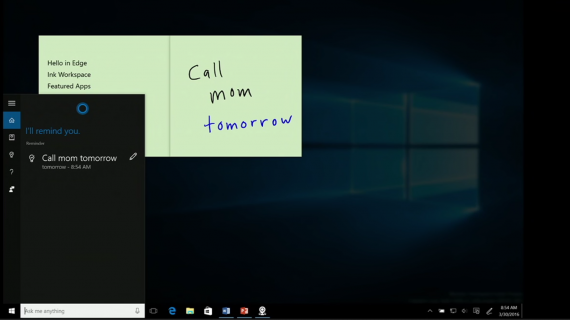 Hello in Edge
Ink Workspace
Featured Apps
Call
mom
tomorrow
I'll remind you.
Reminder
Call mom tomorrow
tomorrow - 8:54 AM
Ask me anything
8:54 AM
3/30/2016